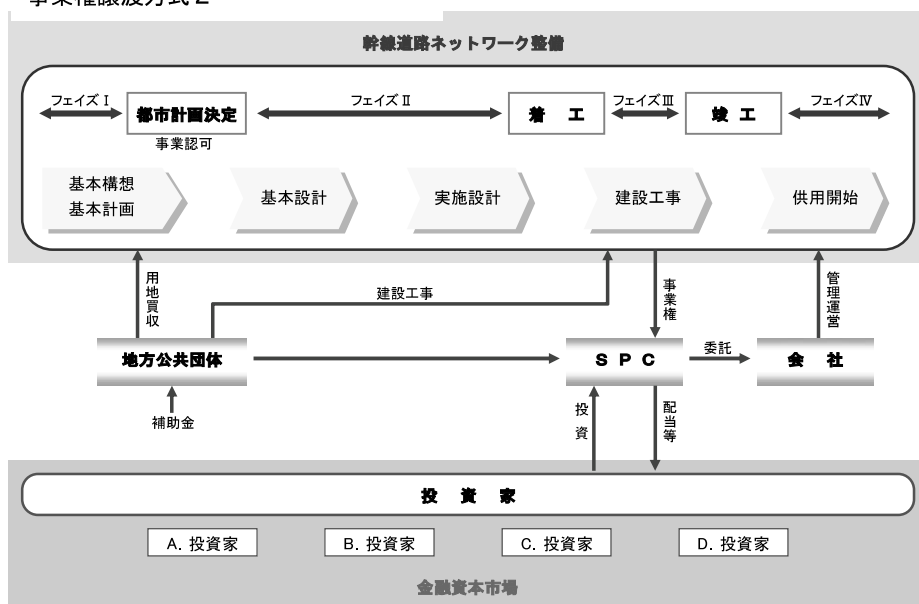 事業権譲渡方式2
幹線道路ネットワーク整備
フェイズⅠ
都市計画決定
フェイズⅡ
着 工
フェイズⅢ
竣 工
フェイズⅣ
事業認可
基本構想
基本計画
基本設計
実施設計
建設工事
供用開始
用地買収
建設工事
事業権
管理運営
地方公共団体
SPC
委託
会 社
補助金
投資
配当等
投 資 家
A. 投資家
B. 投資家
C. 投資家
D. 投資家
金融資本市場